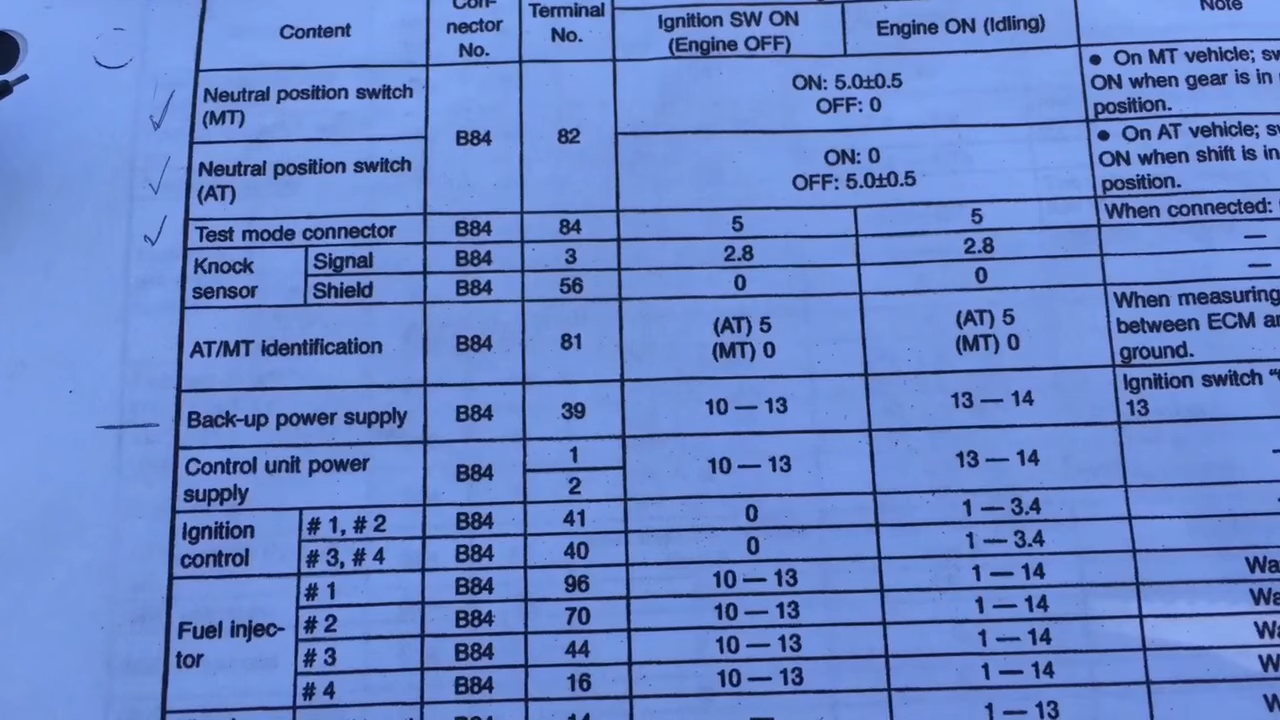 Content
Con-
nector
No.
Terminal
No.
Ignition SW ON
(Engine OFF)
Engine ON (Idling)
Note
Neutral position switch
(MT)
B84
82
ON: 5.0±0.5
OFF: 0
● On MT vehicle;
ON when gear is in
position.
Neutral position switch
(AT)
ON: 0
OFF: 5.0±0.5
● On AT vehicle;
ON when shift is in
position.
Test mode connector B84 84 5 5 When connected:
Knock
sensor
Signal B84 3 2.8 2.8 —
Shield B84 56 0 0 —
AT/MT identification B84 81
(AT) 5
(MT) 0
(AT) 5
(MT) 0
When measuring
between ECM
ground.
Back-up power supply B84 39 10 — 13 13 — 14
Ignition switch "
13
Control unit power
supply
B84
1
2
10 — 13 13 — 14
Ignition
control
# 1, # 2 B84 41 0 1 — 3.4
# 3, # 4 B84 40 0 1 — 3.4
Fuel injec-
tor
# 1 B84 96 10 — 13 1 — 14
# 2 B84 70 10 — 13 1 — 14
# 3 B84 44 10 — 13 1 — 14
# 4 B84 16 10 — 13 1 — 14
1 — 13